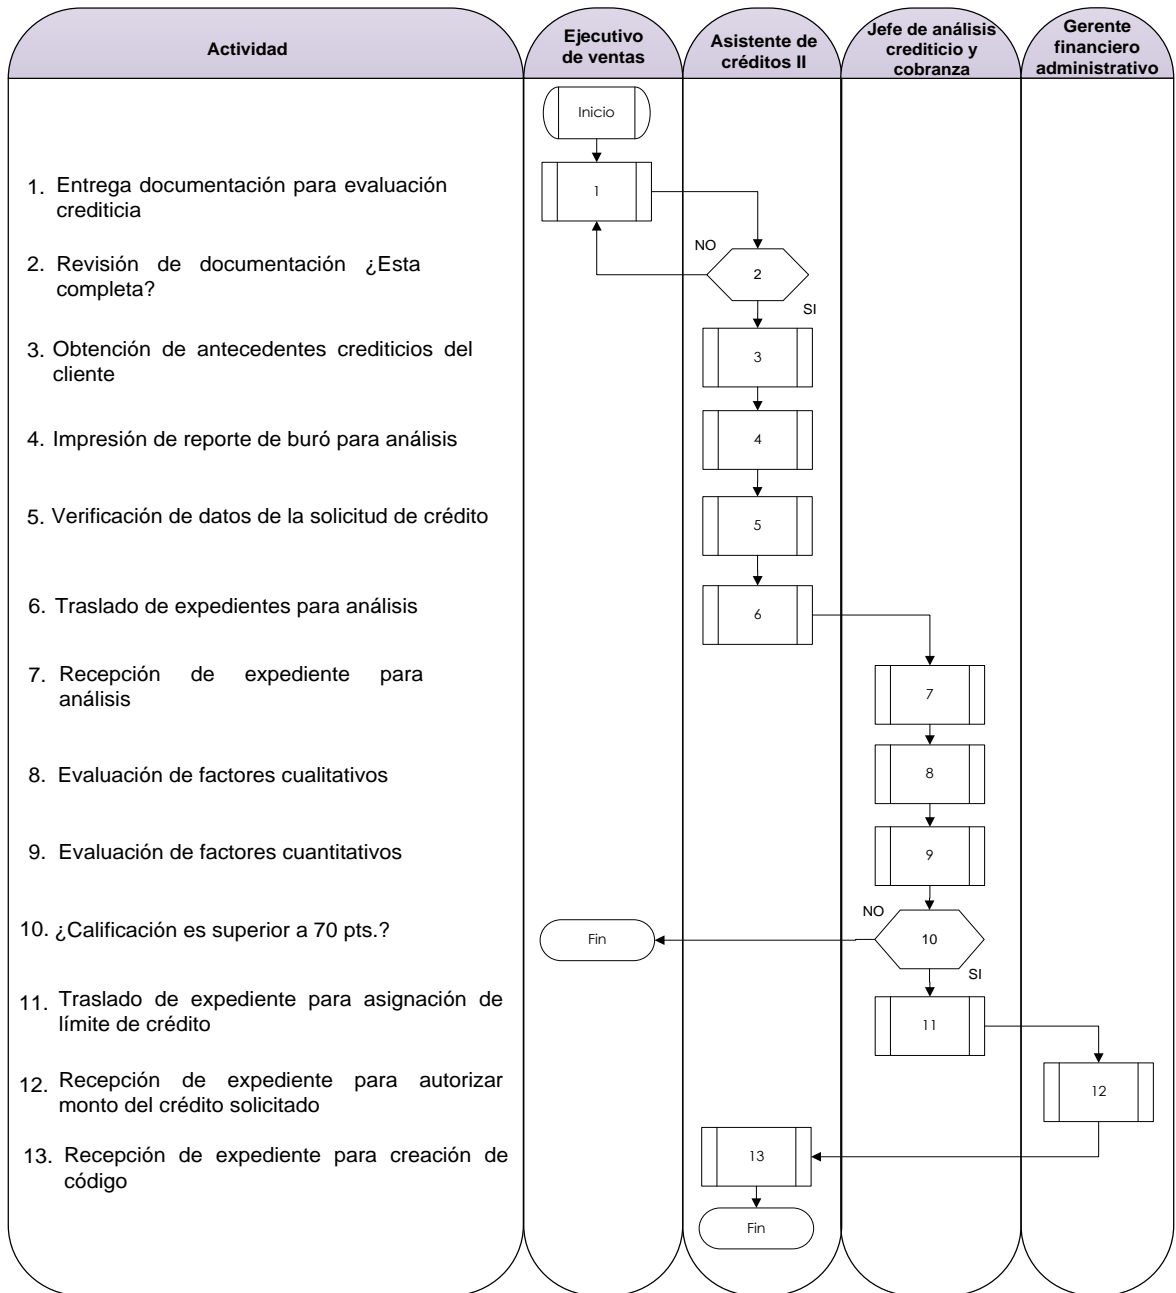 Actividad
Ejecutivo
de ventas
Asistente de
créditos II
Jefe de análisis
crediticio y
cobranza
Gerente
financiero
administrativo
Inicio
1. Entrega documentación para evaluación
crediticia
1
2. Revisión de documentación ¿Esta
completa?
NO
2
SI
3. Obtención de antecedentes crediticios del
cliente
3
4. Impresión de reporte de buró para análisis
4
5. Verificación de datos de la solicitud de crédito
5
6. Traslado de expedientes para análisis
6
7. Recepción de expediente para
análisis
7
8. Evaluación de factores cualitativos
8
9. Evaluación de factores cuantitativos
9
10. ¿Calificación es superior a 70 pts.?
Fin
NO
10
SI
11. Traslado de expediente para asignación de
límite de crédito
11
12. Recepción de expediente para autorizar
monto del crédito solicitado
12
13. Recepción de expediente para creación de
código
13
Fin